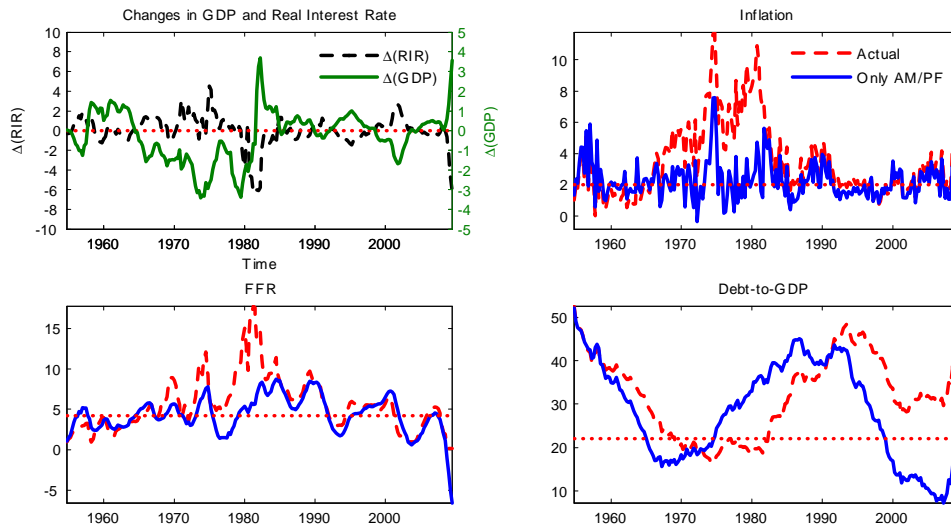 Changes in GDP and Real Interest Rate
10
8
6
4
2
0
-2
-4
-6
-8
-10
Δ(RIR)
5
4
3
2
1
0
-1
-2
-3
-4
-5
Δ(GDP)
Δ(RIR)
Δ(GDP)
1960 1970 1980 1990 2000
Time
Inflation
10
8
6
4
2
0
Actual
Only AM/PF
1960 1970 1980 1990 2000
FFR
15
10
5
0
-5
1960 1970 1980 1990 2000
Debt-to-GDP
50
40
30
20
10
1960 1970 1980 1990 2000